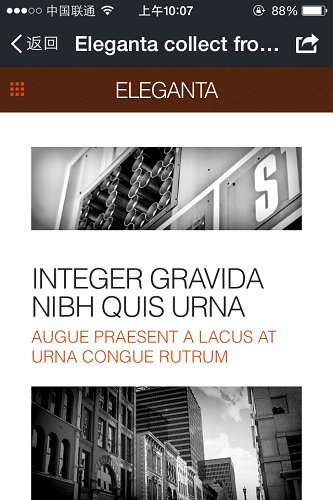 中国联通 上午10:07 88%
返回 Eleganta collect fro...
ELEGANTA
ST
INTEGER GRAVIDA
NIBH QUIS URNA
AUGUE PRAESENT A LACUS AT
URNA CONGUE RUTRUM